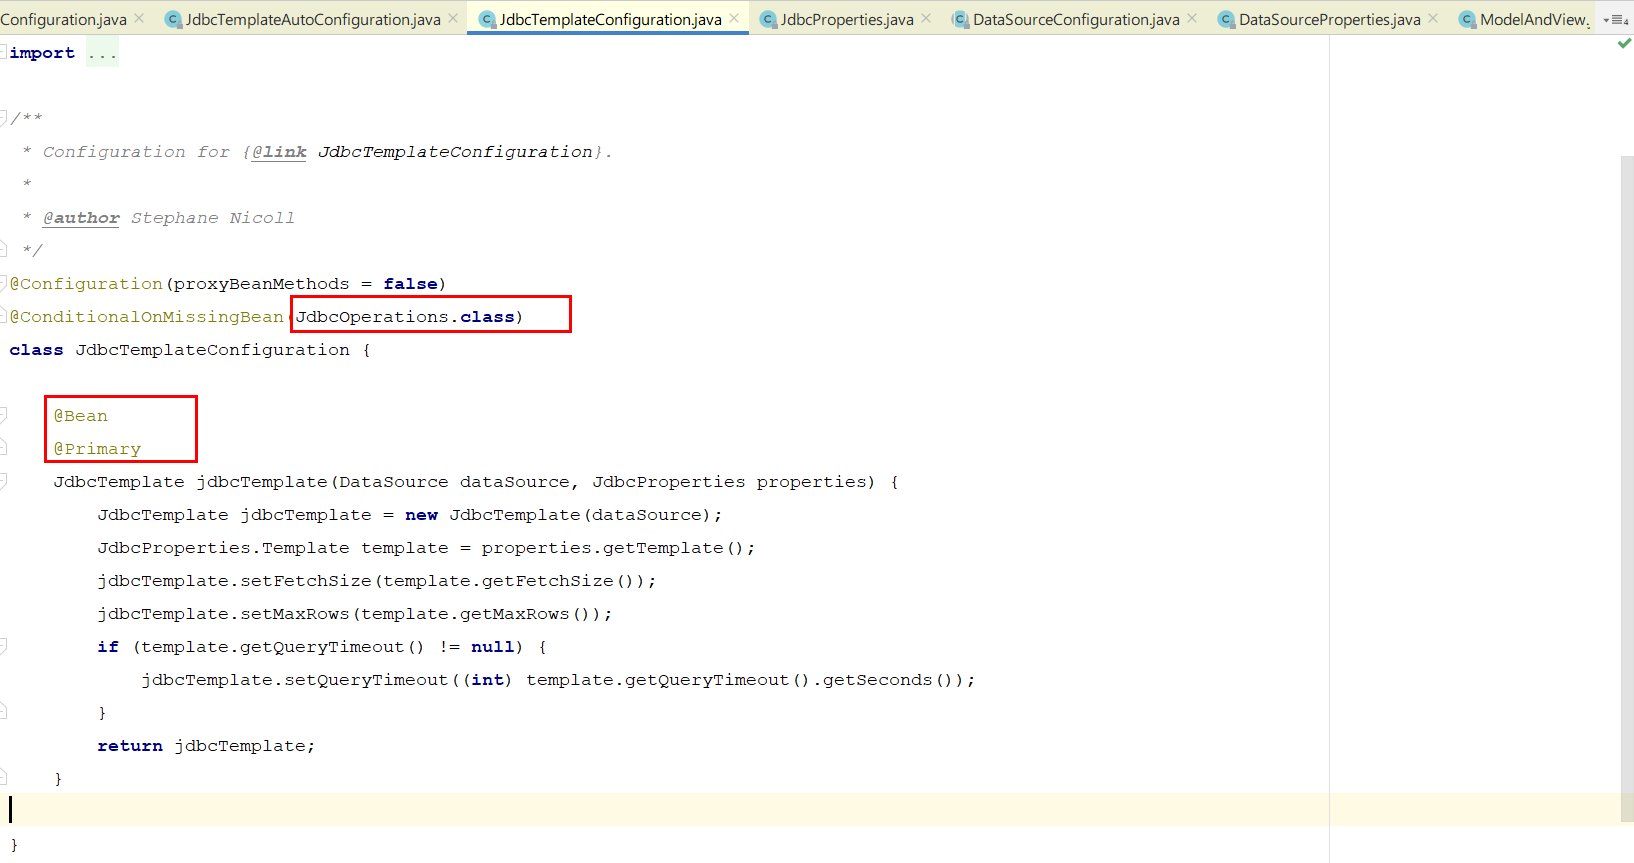 Configuration.java JdbcTemplateAutoConfiguration.java JdbcTemplateConfiguration.java JdbcProperties.java DataSourceConfiguration.java DataSourceProperties.java ModelAndView. 4
import ...
/**
 * Configuration for {@link JdbcTemplateConfiguration}.
 *
 * @author Stephane Nicoll
 */
@Configuration(proxyBeanMethods = false)
@ConditionalOnMissingBean(JdbcOperations.class)
class JdbcTemplateConfiguration {
    @Bean
    @Primary
    JdbcTemplate jdbcTemplate(DataSource dataSource, JdbcProperties properties) {
        JdbcTemplate jdbcTemplate = new JdbcTemplate(dataSource);
        JdbcProperties.Template template = properties.getTemplate();
        jdbcTemplate.setFetchSize(template.getFetchSize());
        jdbcTemplate.setMaxRows(template.getMaxRows());
        if (template.getQueryTimeout() != null) {
            jdbcTemplate.setQueryTimeout((int) template.getQueryTimeout().getSeconds());
        }
        return jdbcTemplate;
    }
}